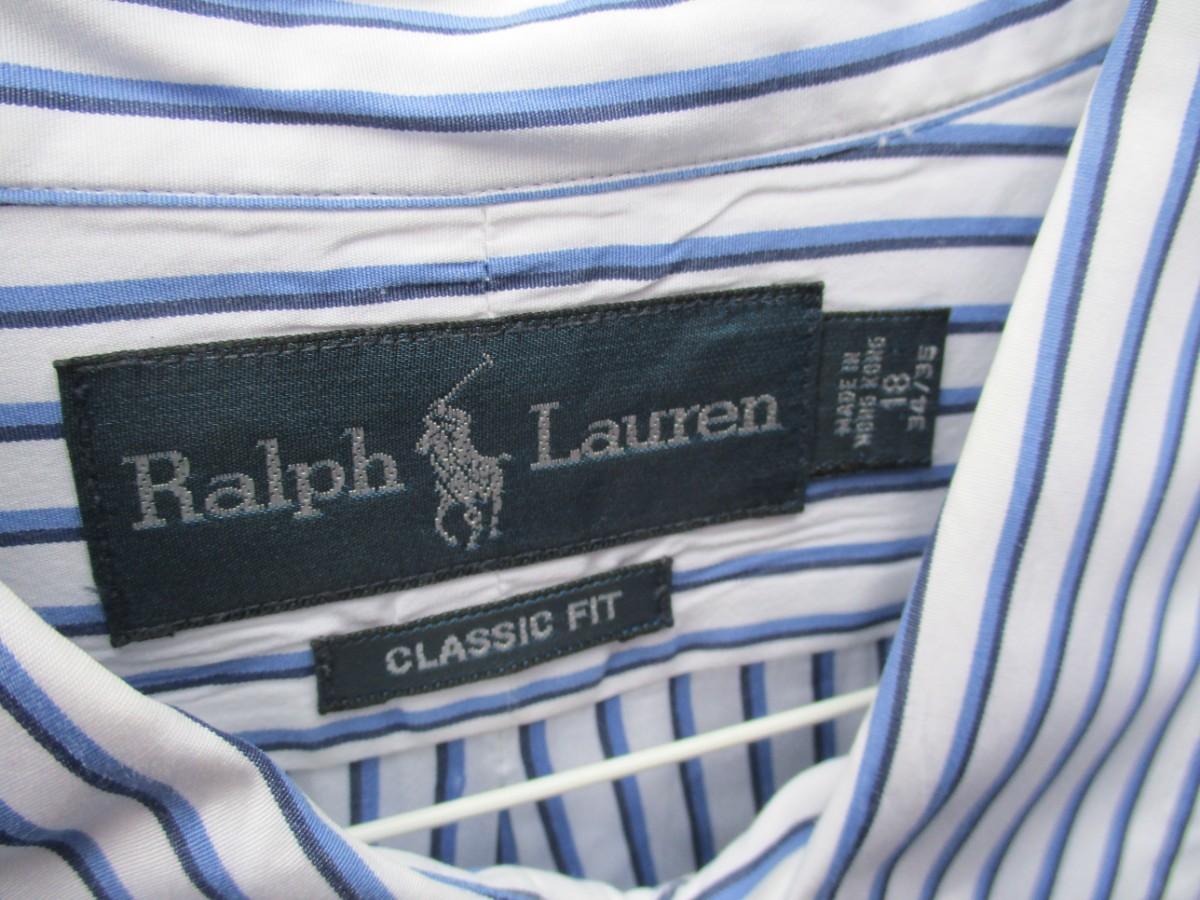 Ralph Lauren
MADE IN
HONG KONG
18
34/35
CLASSIC FIT